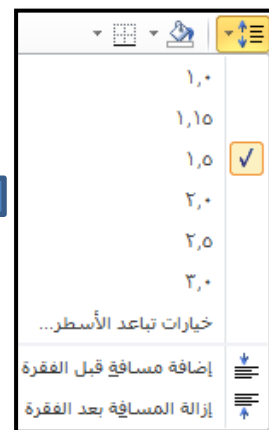 ١,٠
١,١٥
١,٥
٢,٠
٢,٥
٣,٠
خيارات تباعد الأسطر...
إضافة مسافة قبل الفقرة
إزالة المسافة بعد الفقرة